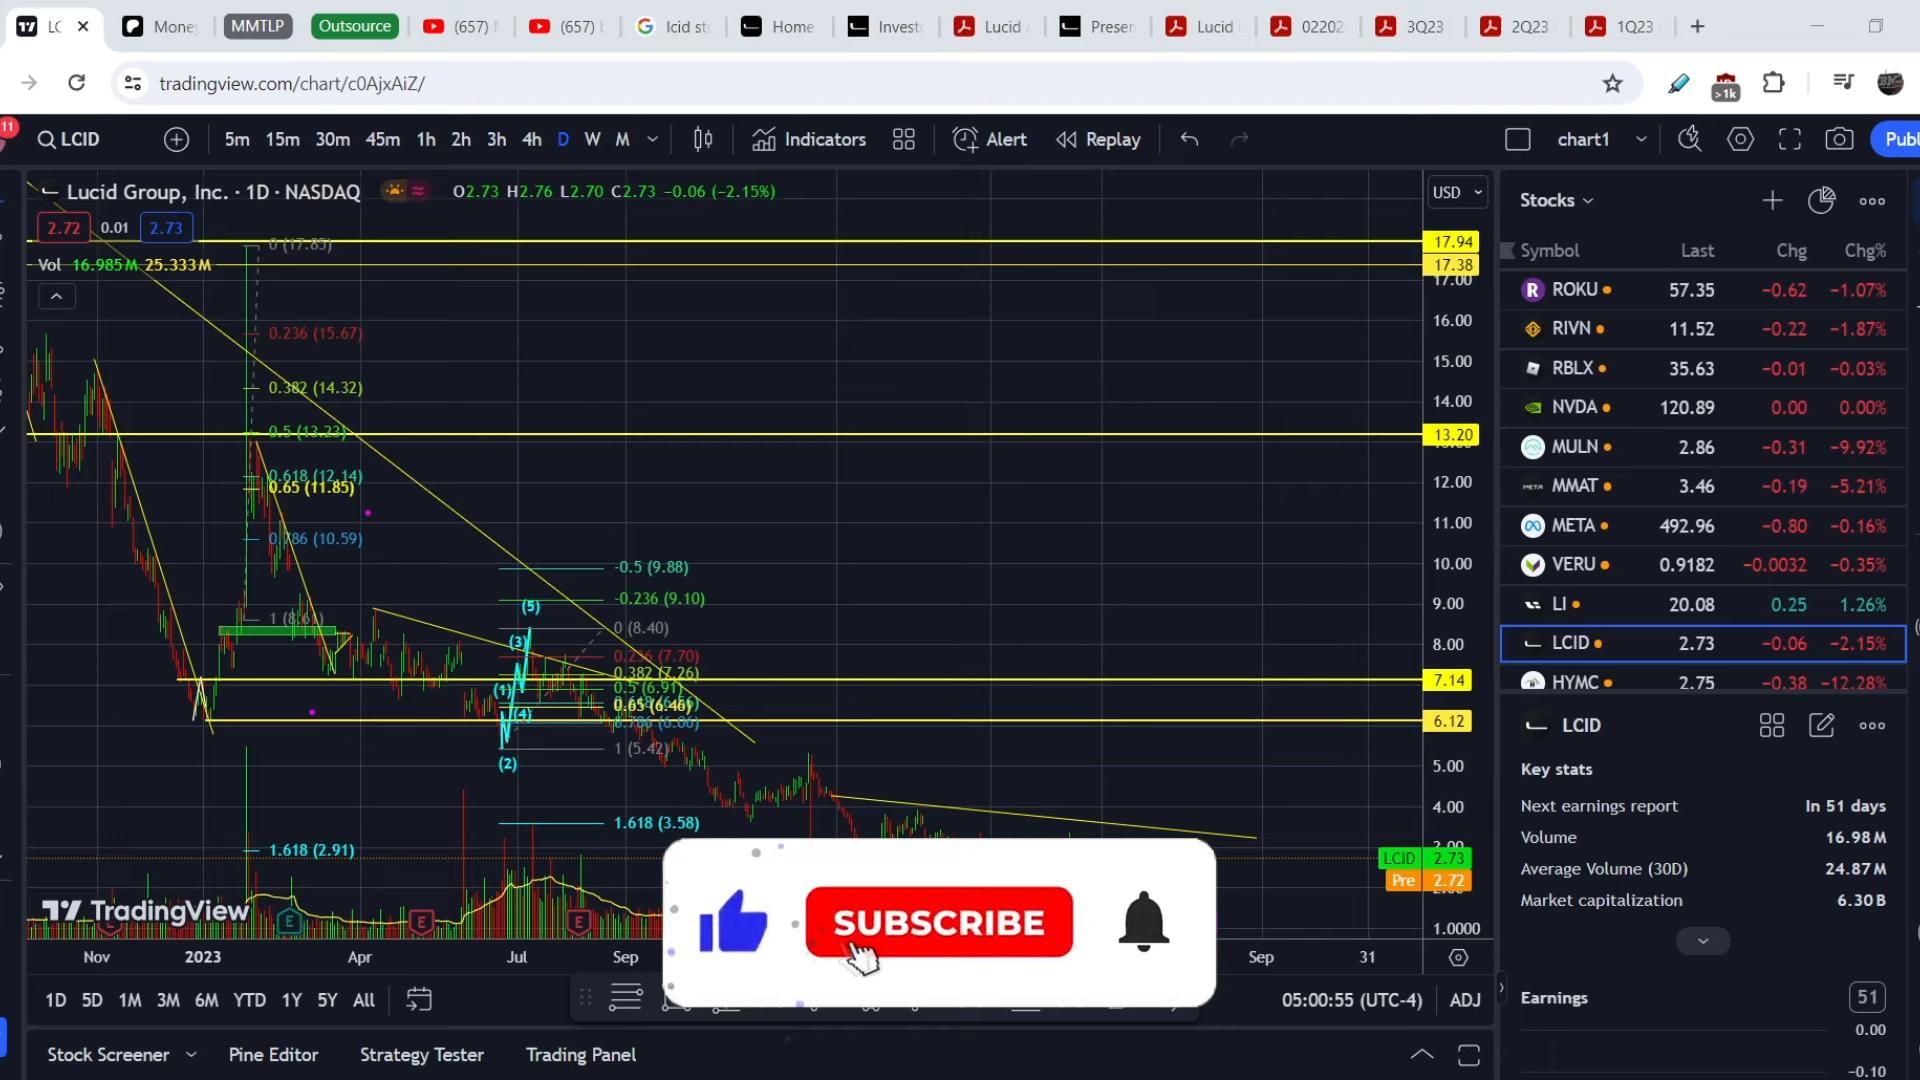 LC
Money
MMTLP
Outsource
(657)
(657)
lcid st
Home
Invest
Lucid
Presen
Lucid
02202
3Q23
2Q23
1Q23
tradingview.com/chart/c0AjxAiZ/
>1k
11
LCID
5m 15m 30m 45m 1h 2h 3h 4h D W M
Indicators
Alert
Replay
chart1
Publ
Lucid Group, Inc. · 1D · NASDAQ
O2.73 H2.76 L2.70 C2.73 −0.06 (−2.15%)
2.72 0.01 2.73
Vol 16.985M 25.333M
USD
17.94
17.38
17.00
16.00
15.00
14.00
13.20
12.00
11.00
10.00
9.00
8.00
7.14
6.12
5.00
4.00
LCID 2.73
Pre 2.72
1.0000
0 (17.85)
0.236 (15.67)
0.382 (14.32)
0.5 (13.23)
0.618 (12.14)
0.65 (11.85)
0.786 (10.59)
1 (8.61)
1.618 (2.91)
-0.5 (9.88)
-0.236 (9.10)
0 (8.40)
0.236 (7.70)
0.382 (7.26)
0.5 (6.91)
0.65 (6.46)
0.786 (6.06)
1 (5.42)
1.618 (3.58)
(5)
(3)
(1)
(4)
(2)
TradingView
E
E
E
Nov 2023 Apr Jul Sep Sep 31
SUBSCRIBE
1D 5D 1M 3M 6M YTD 1Y 5Y All
05:00:55 (UTC-4) ADJ
Stock Screener
Pine Editor
Strategy Tester
Trading Panel
Stocks
Symbol Last Chg Chg%
ROKU 57.35 −0.62 −1.07%
RIVN 11.52 −0.22 −1.87%
RBLX 35.63 −0.01 −0.03%
NVDA 120.89 0.00 0.00%
MULN 2.86 −0.31 −9.92%
MMAT 3.46 −0.19 −5.21%
META 492.96 −0.80 −0.16%
VERU 0.9182 −0.0032 −0.35%
LI 20.08 0.25 1.26%
LCID 2.73 −0.06 −2.15%
HYMC 2.75 −0.38 −12.28%
LCID
Key stats
Next earnings report In 51 days
Volume 16.98M
Average Volume (30D) 24.87M
Market capitalization 6.30B
Earnings 51
0.00
−0.10